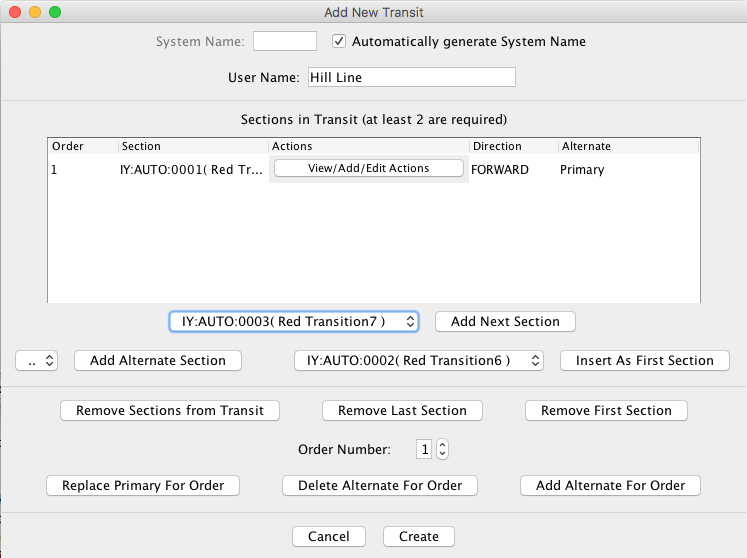 Add New Transit
System Name: Automatically generate System Name
User Name: Hill Line
Sections in Transit (at least 2 are required)
Order Section Actions Direction Alternate
1 IY:AUTO:0001( Red Tr... View/Add/Edit Actions FORWARD Primary
IY:AUTO:0003( Red Transition7 ) Add Next Section
.. Add Alternate Section IY:AUTO:0002( Red Transition6 ) Insert As First Section
Remove Sections from Transit Remove Last Section Remove First Section
Order Number: 1
Replace Primary For Order Delete Alternate For Order Add Alternate For Order
Cancel Create